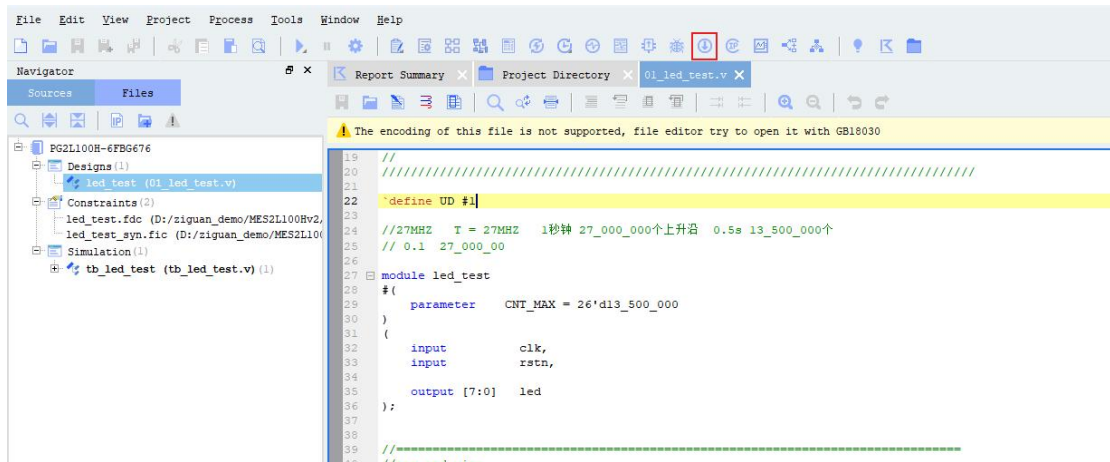 File Edit View Project Process Tools Window Help
Navigator
Sources Files
PG2L100H-6FBG676
Designs(1)
led_test (01_led_test.v)
Constraints(2)
led_test.fdc (D:/ziguan_demo/MES2L100Hv2,
led_test_syn.fic (D:/ziguan_demo/MES2L100
Simulation(1)
tb_led_test (tb_led_test.v)(1)
Report Summary Project Directory 01_led_test.v
The encoding of this file is not supported, file editor try to open it with GB18030
19 //
20 //////////////////////////////////////////////////////////////////////////////////
21
22 `define UD #1
23
24 //27MHZ T = 27MHZ 1秒钟 27_000_000个上升沿 0.5s 13_500_000个
25 // 0.1 27_000_00
26
27 module led_test
28 #(
29 parameter CNT_MAX = 26'd13_500_000
30 )
31 (
32 input clk,
33 input rstn,
34
35 output [7:0] led
36 );
37
38
39 //==============================================================================